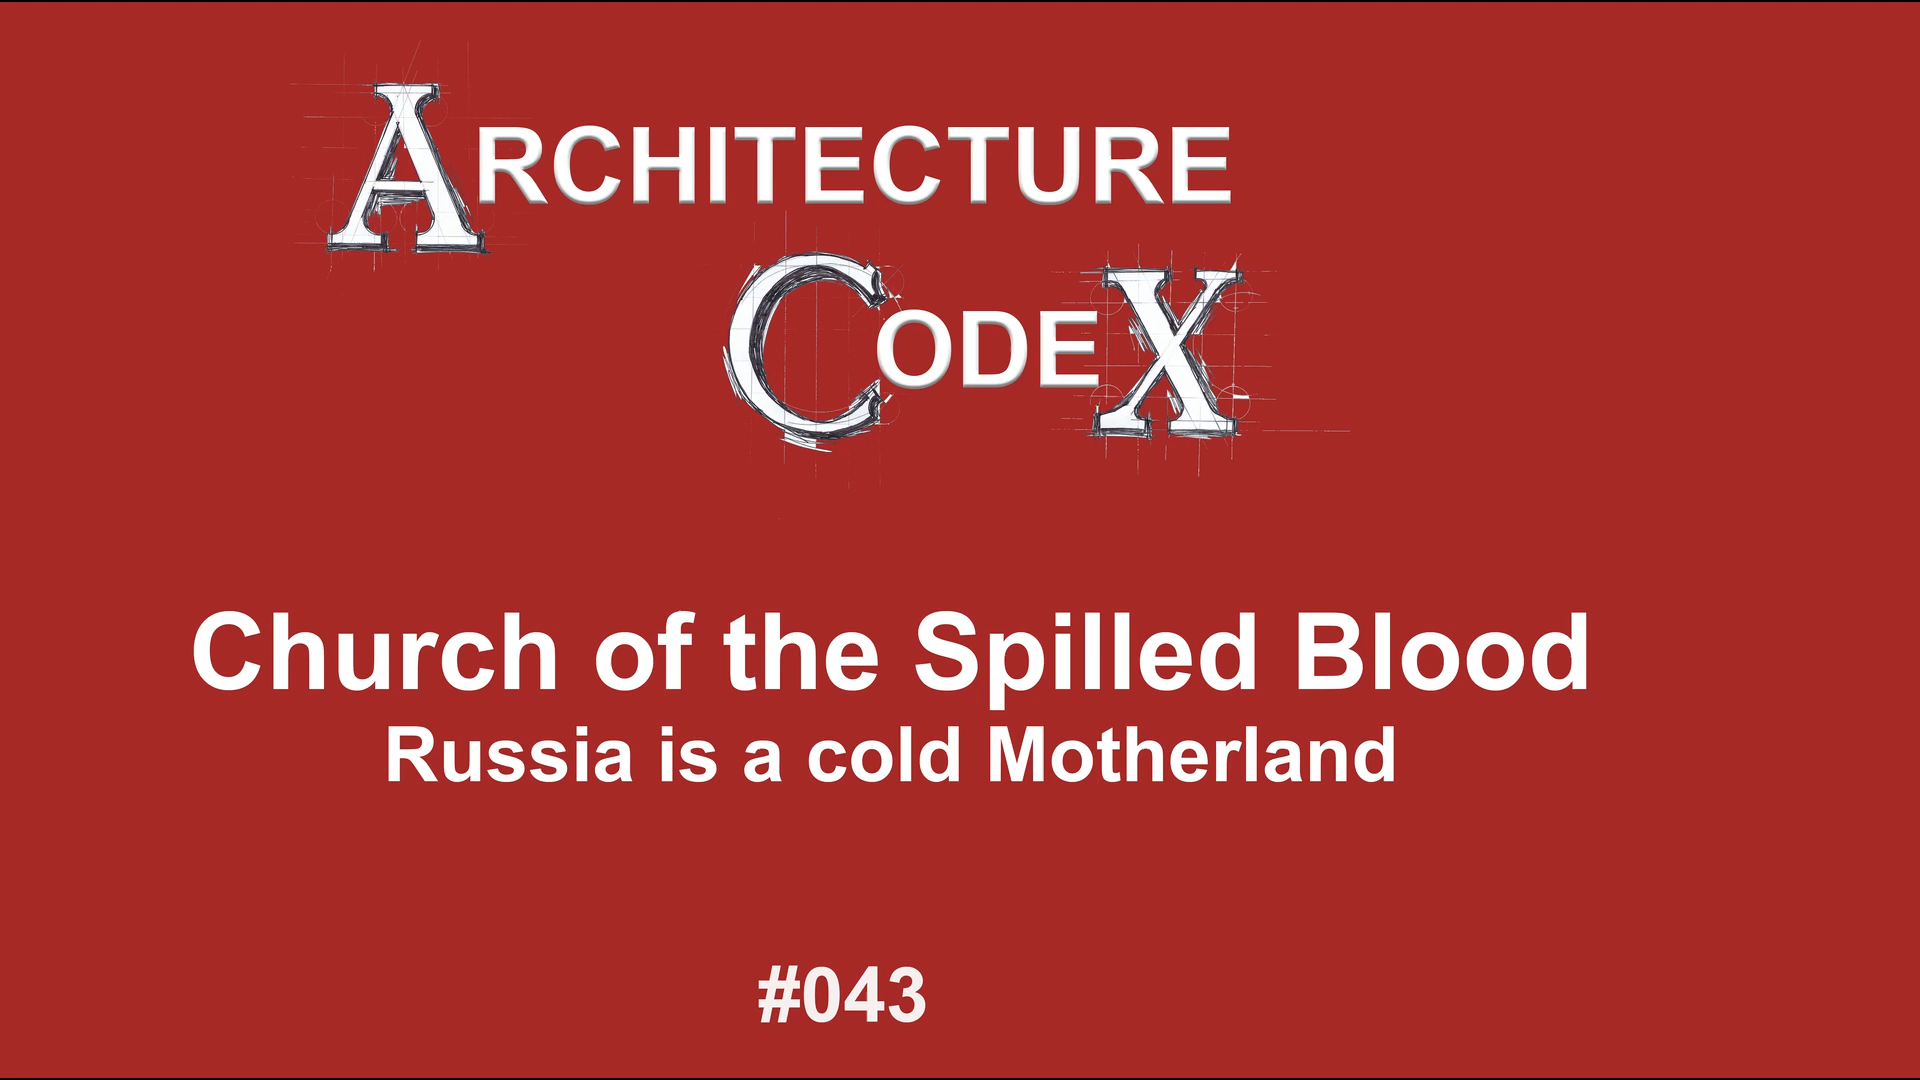 ARCHITECTURE
CODEX
Church of the Spilled Blood
Russia is a cold Motherland
#043